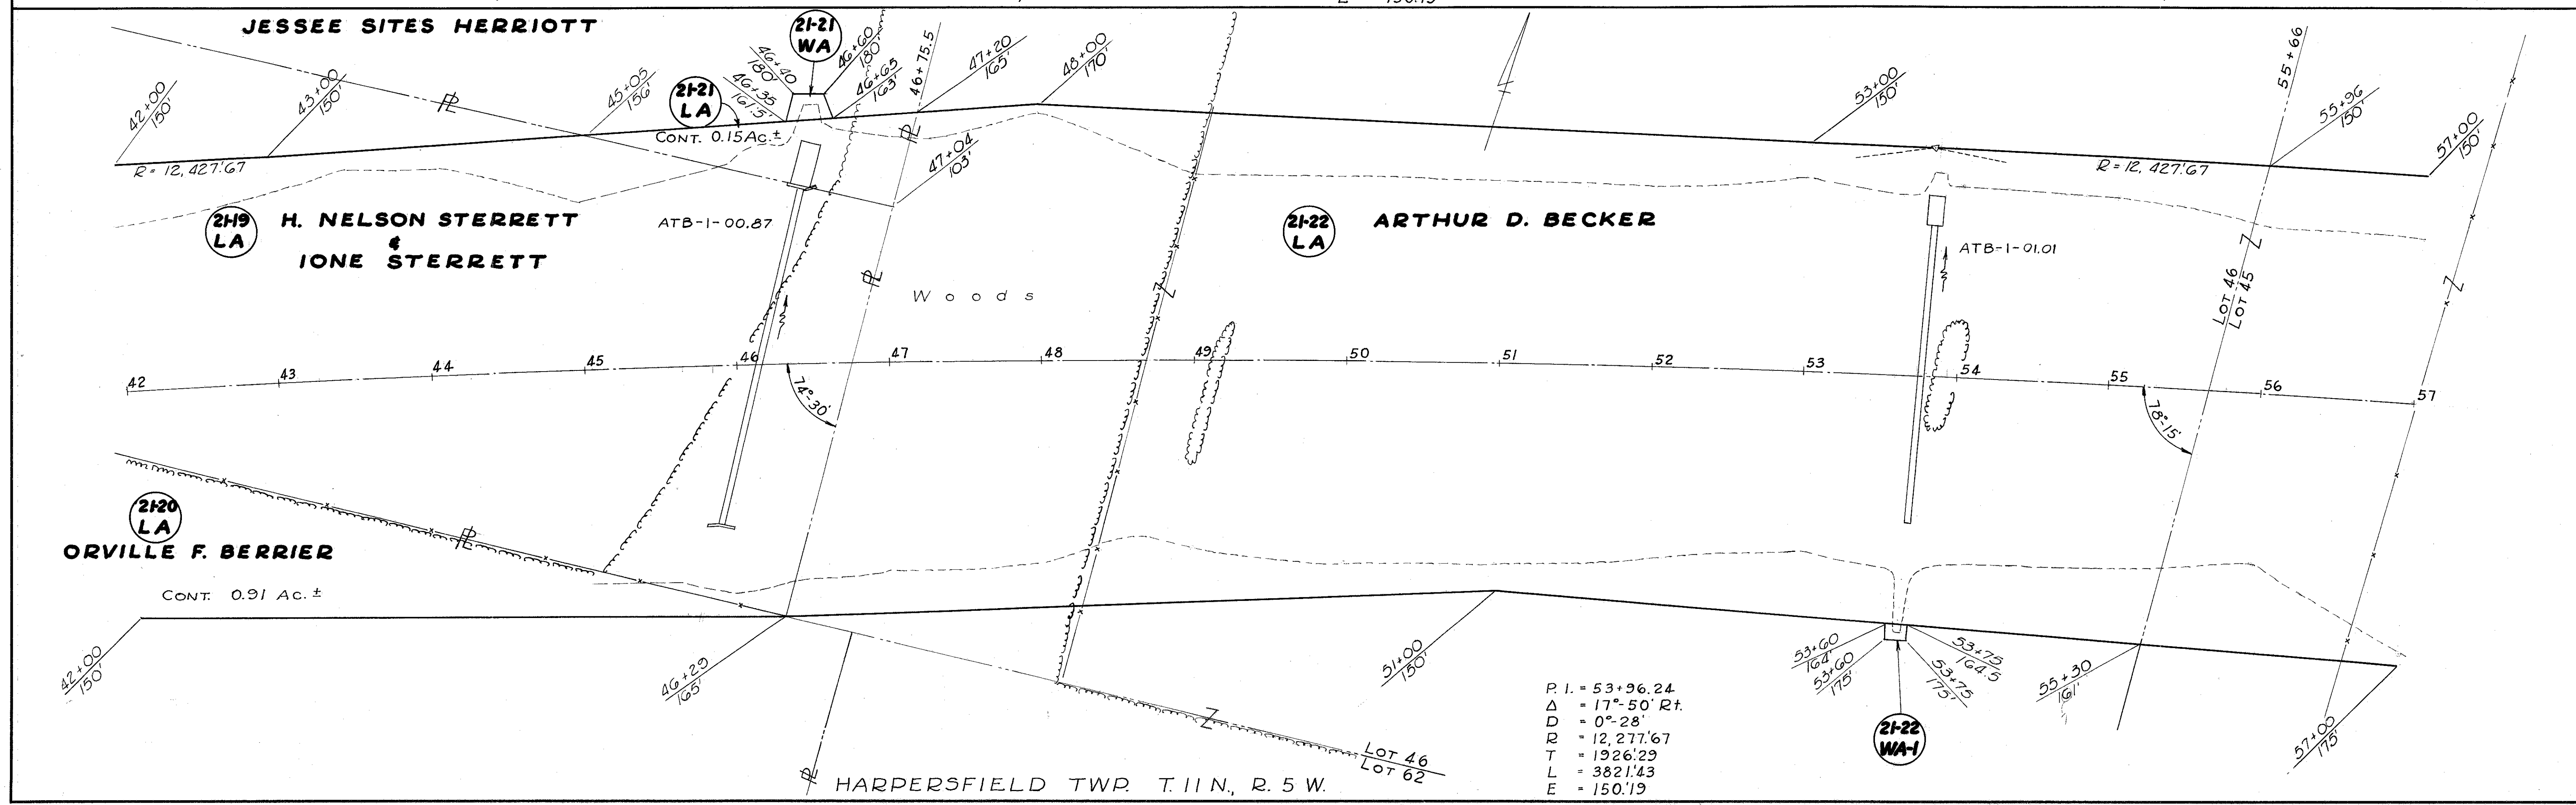 JESSEE SITES HERRIOTT
21-21
WA
46+40
180'
46+60
180'
46+35
161.5'
46+65
163'
46+75.5
47+20
165'
48+00
170'
53+00
150'
55+66
55+96
150'
57+00
150'
42+00
150'
43+00
150'
PL
45+05
156'
21-21
LA
CONT. 0.15 AC.±
PL
47+04
103'
R = 12,427.'67
R = 12,427.'67
21-19
LA
H. NELSON STERRETT
&
IONE STERRETT
ATB-1-00.87
21-22
LA
ARTHUR D. BECKER
ATB-1-01.01
PL
Woods
LOT 46
LOT 45
42
43
44
45
46
47
48
49
50
51
52
53
54
55
56
57
74°-30'
78°-15'
21-20
LA
ORVILLE F. BERRIER
PL
CONT. 0.91 AC.±
42+00
150'
46+29
165'
51+00
150'
53+60
164'
53+60
175'
53+75
164.5
53+75
175'
55+30
161'
57+00
175'
21-22
WA-1
P.I. = 53+96.24
Δ = 17°-50' Rt.
D = 0°-28'
R = 12,277.'67
T = 1926.'29
L = 3821.'43
E = 150.'19
LOT 46
LOT 62
PL
HARPERSFIELD TWP. T. 11 N., R. 5 W.